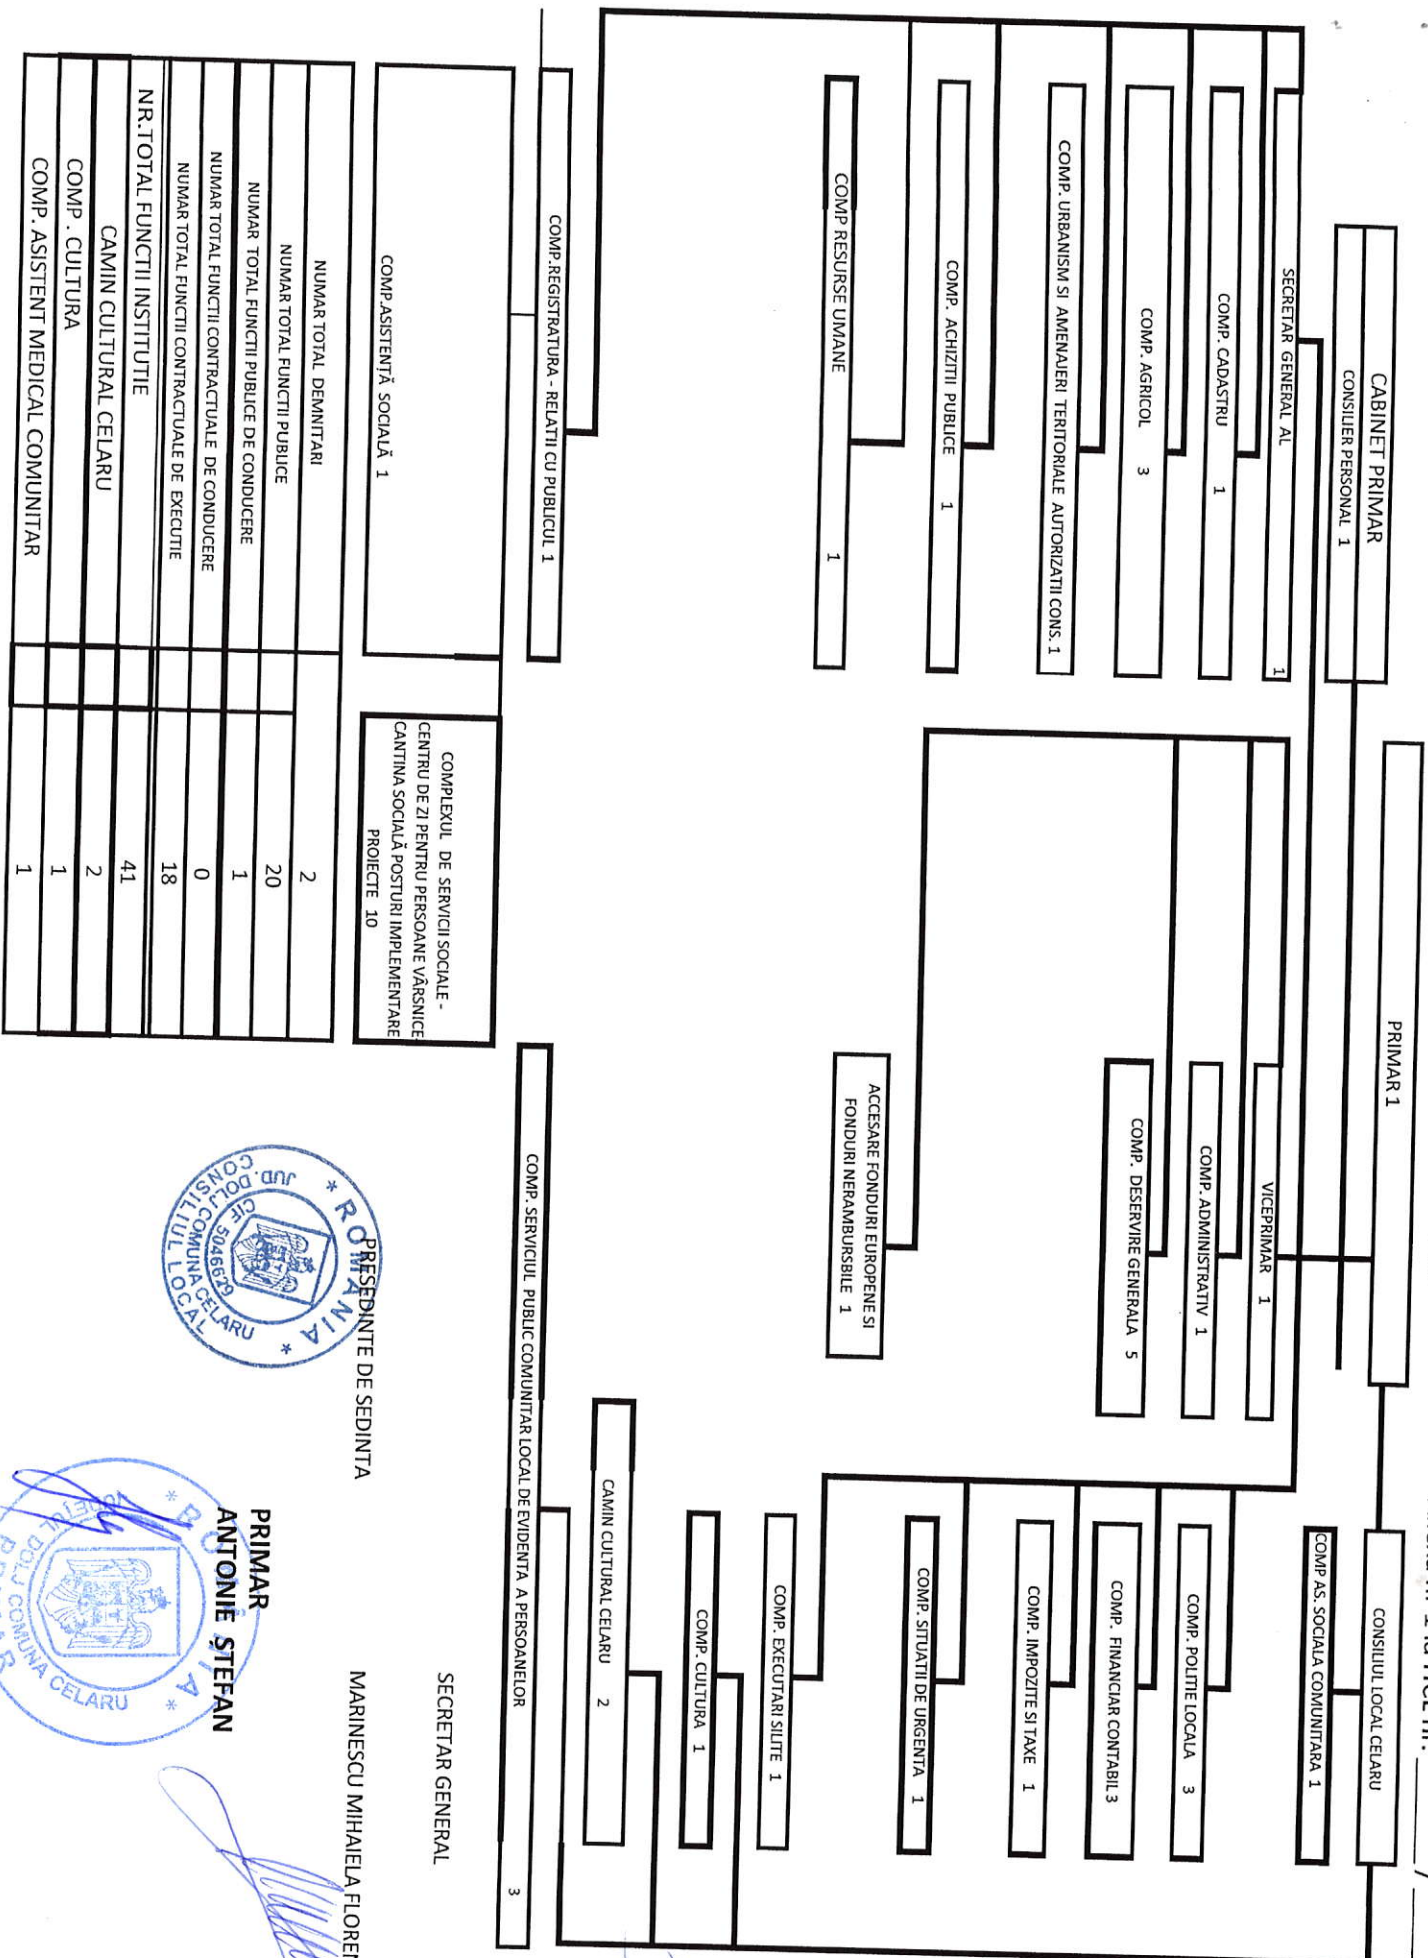 CABINET PRIMAR
CONSILIER PERSONAL 1
PRIMAR 1
CONSILIUL LOCAL CELARU
COMP AS. SOCIALA COMUNITARA 1
SECRETAR GENERAL AL 1
COMP. CADASTRU 1
COMP. AGRICOL 3
COMP. URBANISM SI AMENAJERI TERITORIALE AUTORIZATII CONS. 1
COMP. ACHIZITII PUBLICE 1
COMP RESURSE UMANE 1
COMP.REGISTRATURA - RELATII CU PUBLICUL 1
VICEPRIMAR 1
COMP. ADMINISTRATIV 1
COMP. DESERVIRE GENERALA 5
ACCESARE FONDURI EUROPENE SI
FONDURI NERAMBURSBILE 1
COMP. POLITIE LOCALA 3
COMP. FINANCIAR CONTABIL 3
COMP. IMPOZITE SI TAXE 1
COMP. SITUATII DE URGENTA 1
COMP. EXECUTARI SILITE 1
COMP. CULTURA 1
CAMIN CULTURAL CELARU 2
COMP. SERVICIUL PUBLIC COMUNITAR LOCAL DE EVIDENTA A PERSOANELOR 3
COMP.ASISTENŢĂ SOCIALĂ 1
COMPLEXUL DE SERVICII SOCIALE -
CENTRU DE ZI PENTRU PERSOANE VÂRSNICE-
CANTINA SOCIALĂ POSTURI IMPLEMENTARE
PROIECTE 10
NUMAR TOTAL DEMNITARI 2
NUMAR TOTAL FUNCTII PUBLICE 20
NUMAR TOTAL FUNCTII PUBLICE DE CONDUCERE 1
NUMAR TOTAL FUNCTII CONTRACTUALE DE CONDUCERE 0
NUMAR TOTAL FUNCTII CONTRACTUALE DE EXECUTIE 18
NR.TOTAL FUNCTII INSTITUTIE 41
CAMIN CULTURAL CELARU 2
COMP . CULTURA 1
COMP. ASISTENT MEDICAL COMUNITAR 1
PRESEDINTE DE SEDINTA
SECRETAR GENERAL
MARINESCU MIHAIELA
PRIMAR
ANTONIE ŞTEFAN
* ROMANIA *
JUD. DOLJ COMUNA CELARU
CIF 5046629
CONSILIUL LOCAL
* ROMANIA *
DOLJ COMUNA CELARU